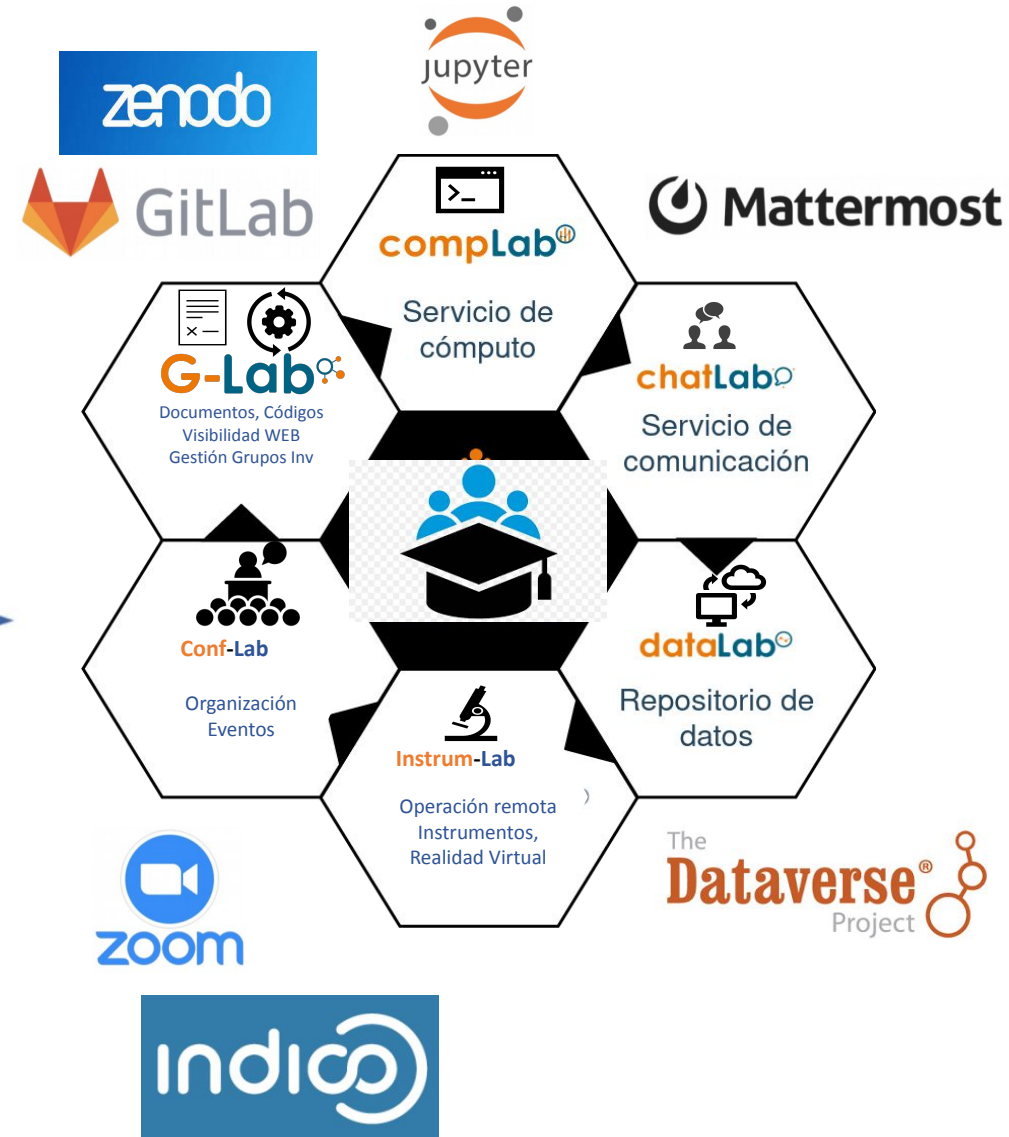 jupyter
zenodo
GitLab
Mattermost
>_
compLab
Servicio de
cómputo
G-Lab
Documentos, Códigos
Visibilidad WEB
Gestión Grupos Inv
chatLab
Servicio de
comunicación
Conf-Lab
Organización
Eventos
dataLab
Repositorio de
datos
Instrum-Lab
Operación remota
Instrumentos,
Realidad Virtual
zoom
The
Dataverse®
Project
indico